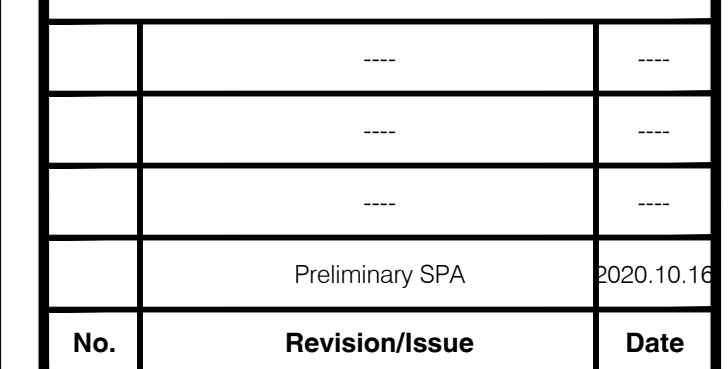 ---- ----
---- ----
---- ----
Preliminary SPA 2020.10.16
No. Revision/Issue Date